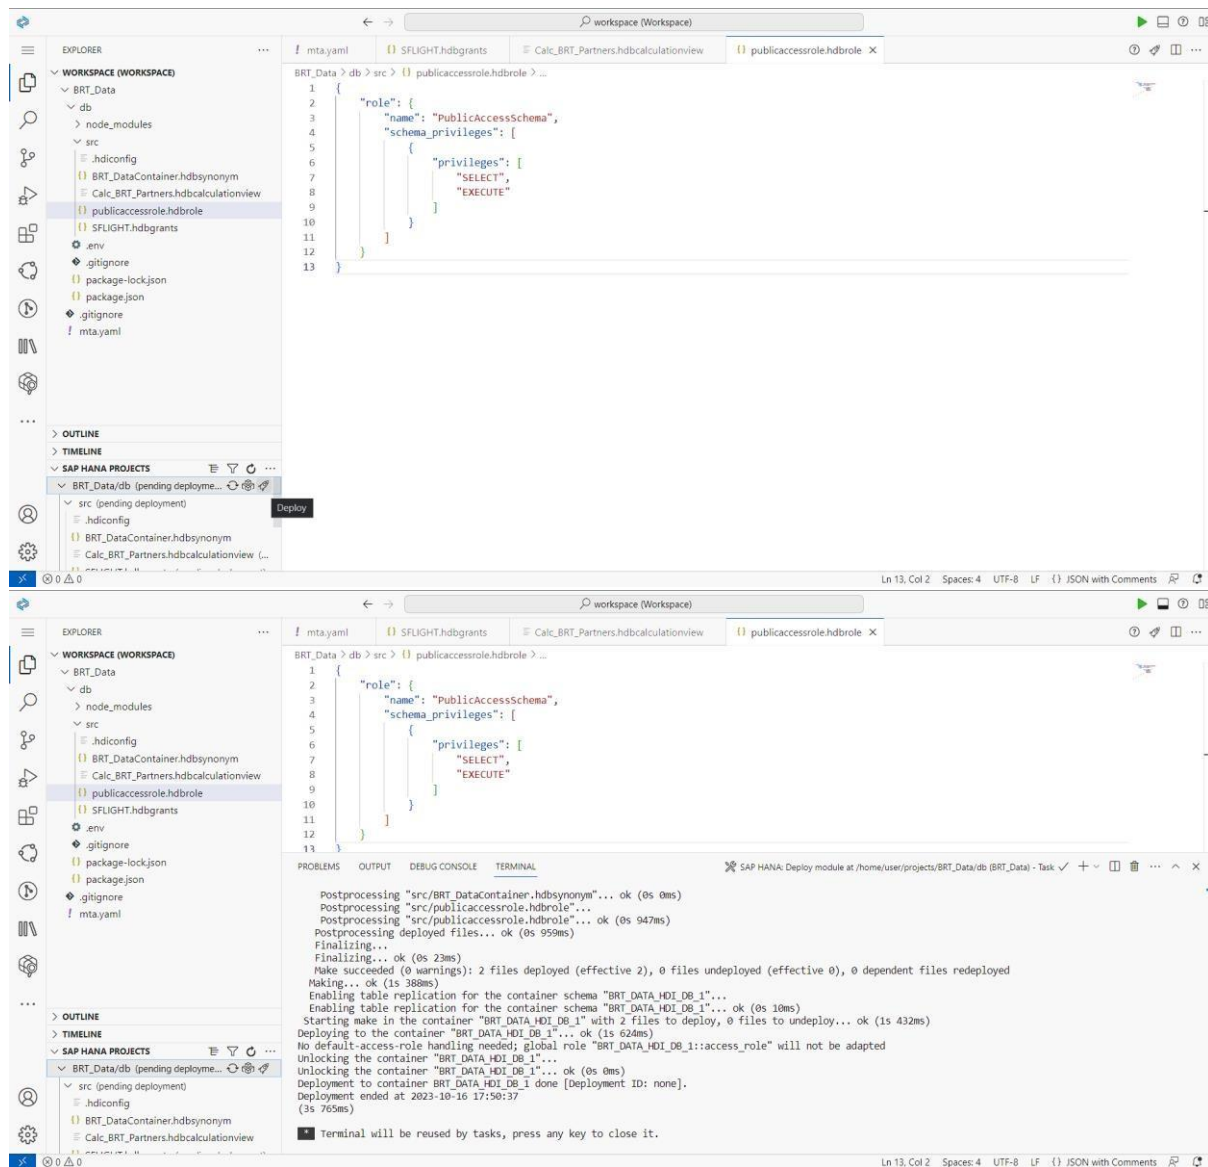 workspace (Workspace)
EXPLORER
WORKSPACE (WORKSPACE)
BRT_Data
db
node_modules
src
.hdiconfig
BRT_DataContainer.hdbsynonym
Calc_BRT_Partners.hdbcalculationview
publicaccessrole.hdbrole
SFLIGHT.hdbgrants
.env
.gitignore
package-lock.json
package.json
.gitignore
mta.yaml
OUTLINE
TIMELINE
SAP HANA PROJECTS
BRT_Data/db (pending deployme...
src (pending deployment)
.hdiconfig
BRT_DataContainer.hdbsynonym
Calc_BRT_Partners.hdbcalculationview (...
Deploy
mta.yaml SFLIGHT.hdbgrants Calc_BRT_Partners.hdbcalculationview publicaccessrole.hdbrole
BRT_Data > db > src > {} publicaccessrole.hdbrole > ...
1 {
2 "role": {
3 "name": "PublicAccessSchema",
4 "schema_privileges": [
5 {
6 "privileges": [
7 "SELECT",
8 "EXECUTE"
9 ]
10 }
11 ]
12 }
13 }
0 0 Ln 13, Col 2 Spaces: 4 UTF-8 LF {} JSON with Comments
workspace (Workspace)
EXPLORER
WORKSPACE (WORKSPACE)
BRT_Data
db
node_modules
src
.hdiconfig
BRT_DataContainer.hdbsynonym
Calc_BRT_Partners.hdbcalculationview
publicaccessrole.hdbrole
SFLIGHT.hdbgrants
.env
.gitignore
package-lock.json
package.json
.gitignore
mta.yaml
OUTLINE
TIMELINE
SAP HANA PROJECTS
BRT_Data/db (pending deployme...
src (pending deployment)
.hdiconfig
BRT_DataContainer.hdbsynonym
Calc_BRT_Partners.hdbcalculationview
mta.yaml SFLIGHT.hdbgrants Calc_BRT_Partners.hdbcalculationview publicaccessrole.hdbrole
BRT_Data > db > src > {} publicaccessrole.hdbrole > ...
1 {
2 "role": {
3 "name": "PublicAccessSchema",
4 "schema_privileges": [
5 {
6 "privileges": [
7 "SELECT",
8 "EXECUTE"
9 ]
10 }
11 ]
12 }
13 }
PROBLEMS OUTPUT DEBUG CONSOLE TERMINAL SAP HANA: Deploy module at /home/user/projects/BRT_Data/db (BRT_Data) - Task
Postprocessing "src/BRT_DataContainer.hdbsynonym"... ok (0s 0ms)
Postprocessing "src/publicaccessrole.hdbrole"...
Postprocessing "src/publicaccessrole.hdbrole"... ok (0s 947ms)
Postprocessing deployed files... ok (0s 959ms)
Finalizing...
Finalizing... ok (0s 23ms)
Make succeeded (0 warnings): 2 files deployed (effective 2), 0 files undeployed (effective 0), 0 dependent files redeployed
Making... ok (1s 388ms)
Enabling table replication for the container schema "BRT_DATA_HDI_DB_1"...
Enabling table replication for the container schema "BRT_DATA_HDI_DB_1"... ok (0s 10ms)
Starting make in the container "BRT_DATA_HDI_DB_1" with 2 files to deploy, 0 files to undeploy... ok (1s 432ms)
Deploying to the container "BRT_DATA_HDI_DB_1"... ok (1s 624ms)
No default-access-role handling needed; global role "BRT_DATA_HDI_DB_1::access_role" will not be adapted
Unlocking the container "BRT_DATA_HDI_DB_1"...
Unlocking the container "BRT_DATA_HDI_DB_1"... ok (0s 0ms)
Deployment to container BRT_DATA_HDI_DB_1 done [Deployment ID: none].
Deployment ended at 2023-10-16 17:50:37
(3s 765ms)
* Terminal will be reused by tasks, press any key to close it.
0 0 Ln 13, Col 2 Spaces: 4 UTF-8 LF {} JSON with Comments